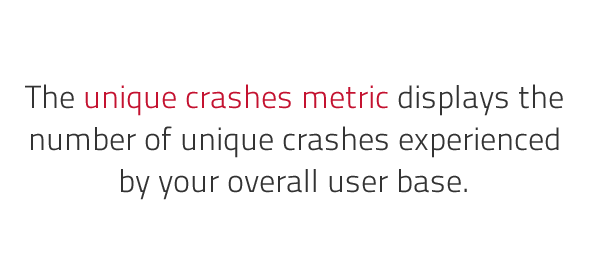 The unique crashes metric displays the
number of unique crashes experienced
by your overall user base.